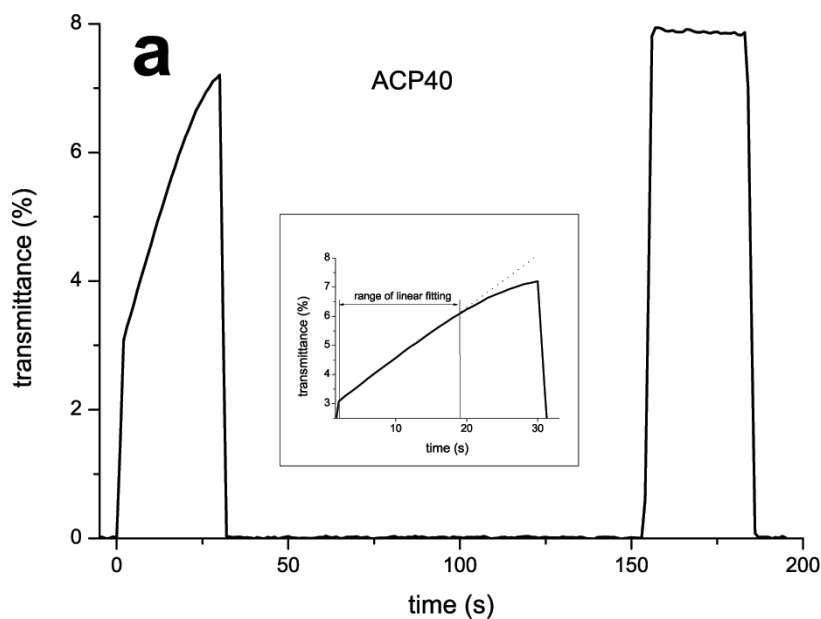 a
ACP40
transmittance (%)
8
6
4
2
0
0 50 100 150 200
time (s)
range of linear fitting
transmittance (%)
8
7
6
5
4
3
10 20 30
time (s)